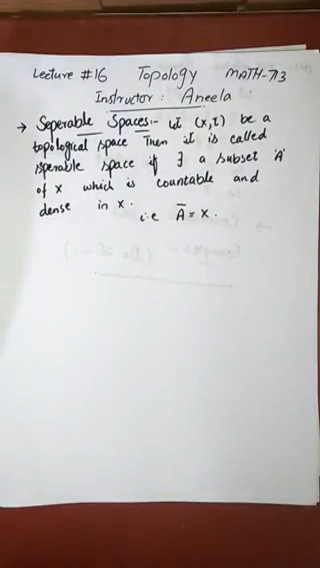 Lecture #16 Topology MATH-713
Instructor: Aneela
→ Seperable Spaces:- let (X,τ) be a
topological space Then it is called
sperable space if ∃ a subset 'A'
of X which is countable and
dense in X.
i.e Ā = X.